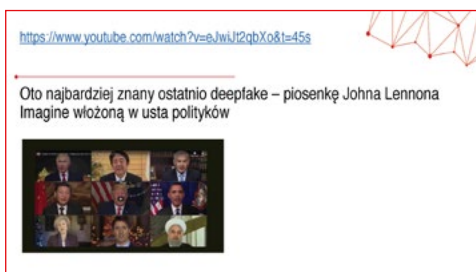 https://www.youtube.com/watch?v=eJwiJt2qbXo&t=45s
Oto najbardziej znany ostatnio deepfake – piosenkę Johna Lennona
Imagine włożoną w usta polityków